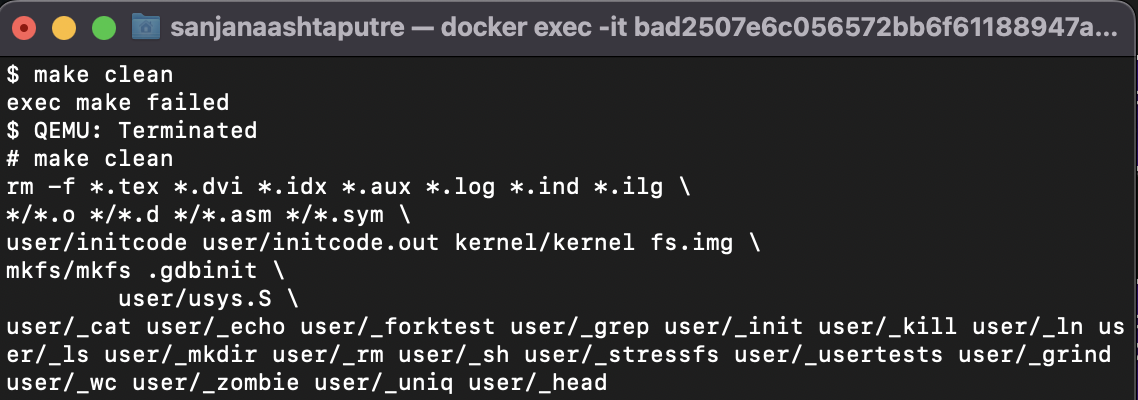 sanjanaashtaputre — docker exec -it bad2507e6c056572bb6f61188947a...
$ make clean
exec make failed
$ QEMU: Terminated
# make clean
rm -f *.tex *.dvi *.idx *.aux *.log *.ind *.ilg \
*/*.o */*.d */*.asm */*.sym \
user/initcode user/initcode.out kernel/kernel fs.img \
mkfs/mkfs .gdbinit \
        user/usys.S \
user/_cat user/_echo user/_forktest user/_grep user/_init user/_kill user/_ln us
er/_ls user/_mkdir user/_rm user/_sh user/_stressfs user/_usertests user/_grind
user/_wc user/_zombie user/_uniq user/_head